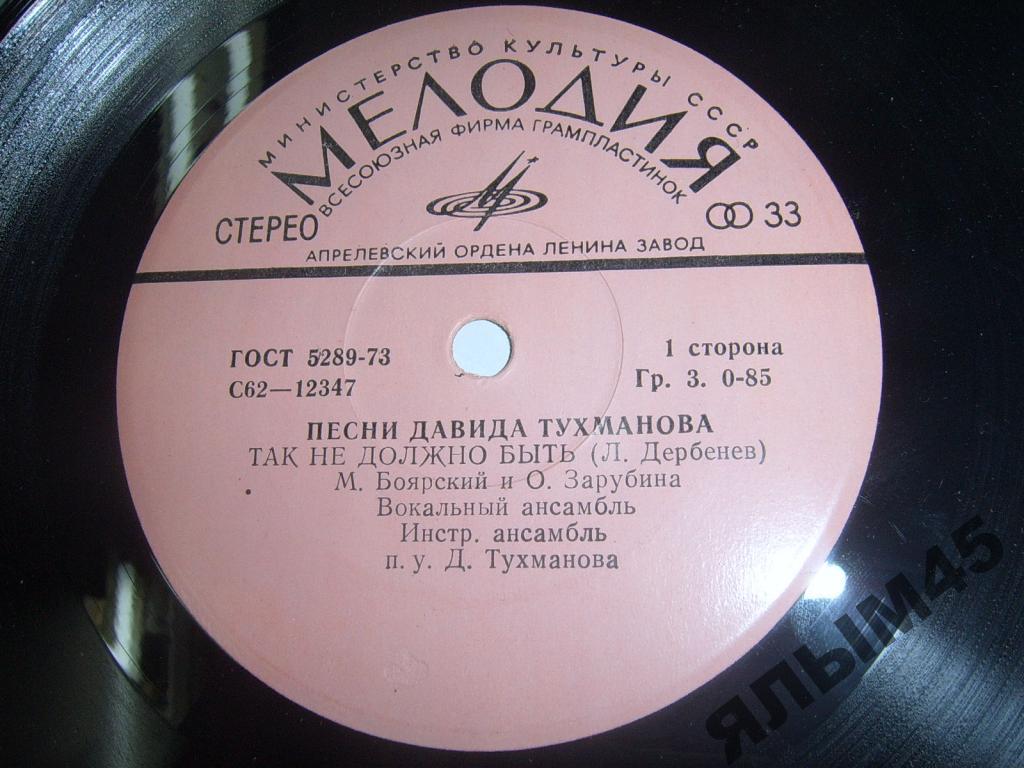 МИНИСТЕРСТВО КУЛЬТУРЫ СССР
МЕЛОДИЯ
ВСЕСОЮЗНАЯ ФИРМА ГРАМПЛАСТИНОК
СТЕРЕО
33
АПРЕЛЕВСКИЙ ОРДЕНА ЛЕНИНА ЗАВОД
ГОСТ 5289-73
1 сторона
С62—12347
Гр. 3. 0-85
ПЕСНИ ДАВИДА ТУХМАНОВА
ТАК НЕ ДОЛЖНО БЫТЬ (Л. Дербенев)
М. Боярский и О. Зарубина
Вокальный ансамбль
Инстр. ансамбль
п. у. Д. Тухманова
ЯЛЫМ45